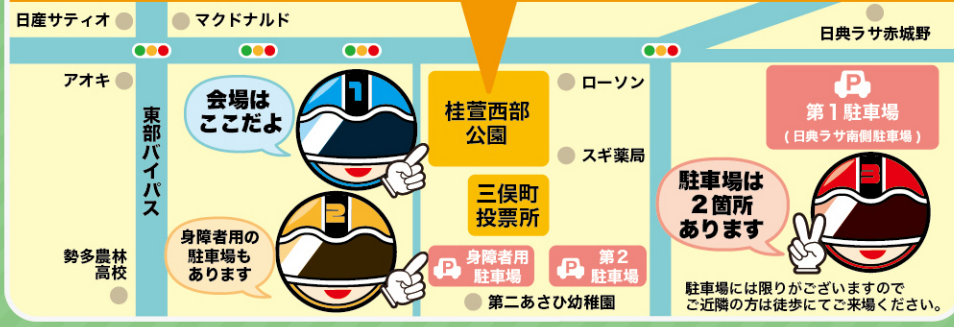 日産サティオ
マクドナルド
日典ラサ赤城野
アオキ
東部バイパス
会場は
ここだよ
1
桂萱西部
公園
ローソン
スギ薬局
P
第1駐車場
(日典ラサ南側駐車場)
三俣町
投票所
駐車場は
2箇所
あります
3
2
身障者用の
駐車場も
あります
勢多農林
高校
P
身障者用
駐車場
P
第2
駐車場
第二あさひ幼稚園
駐車場には限りがございますので
ご近隣の方は徒歩にてご来場ください。